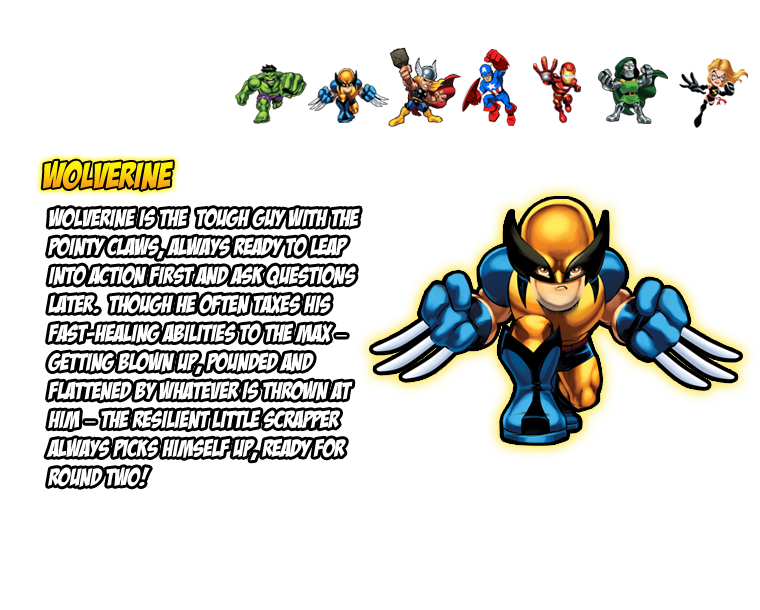 WOLVERINE
WOLVERINE IS THE TOUGH GUY WITH THE
POINTY CLAWS, ALWAYS READY TO LEAP
INTO ACTION FIRST AND ASK QUESTIONS
LATER. THOUGH HE OFTEN TAXES HIS
FAST-HEALING ABILITIES TO THE MAX –
GETTING BLOWN UP, POUNDED AND
FLATTENED BY WHATEVER IS THROWN AT
HIM – THE RESILIENT LITTLE SCRAPPER
ALWAYS PICKS HIMSELF UP, READY FOR
ROUND TWO!